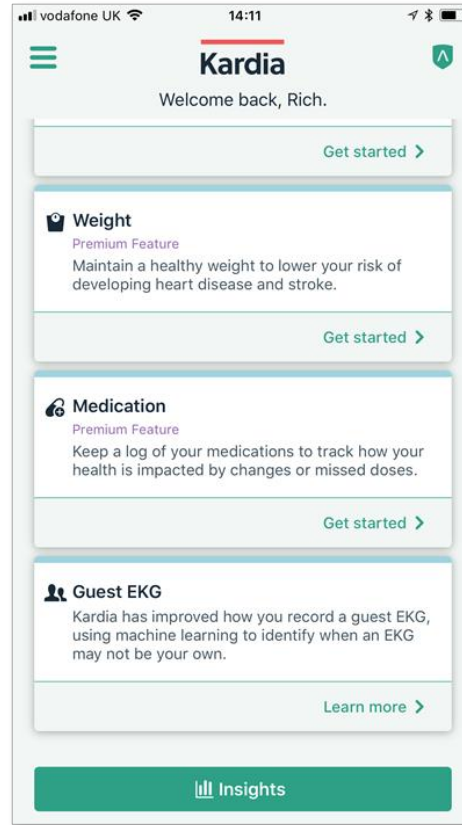 vodafone UK 14:11
Kardia
Welcome back, Rich.
Get started
Weight
Premium Feature
Maintain a healthy weight to lower your risk of
developing heart disease and stroke.
Get started
Medication
Premium Feature
Keep a log of your medications to track how your
health is impacted by changes or missed doses.
Get started
Guest EKG
Kardia has improved how you record a guest EKG,
using machine learning to identify when an EKG
may not be your own.
Learn more
Insights